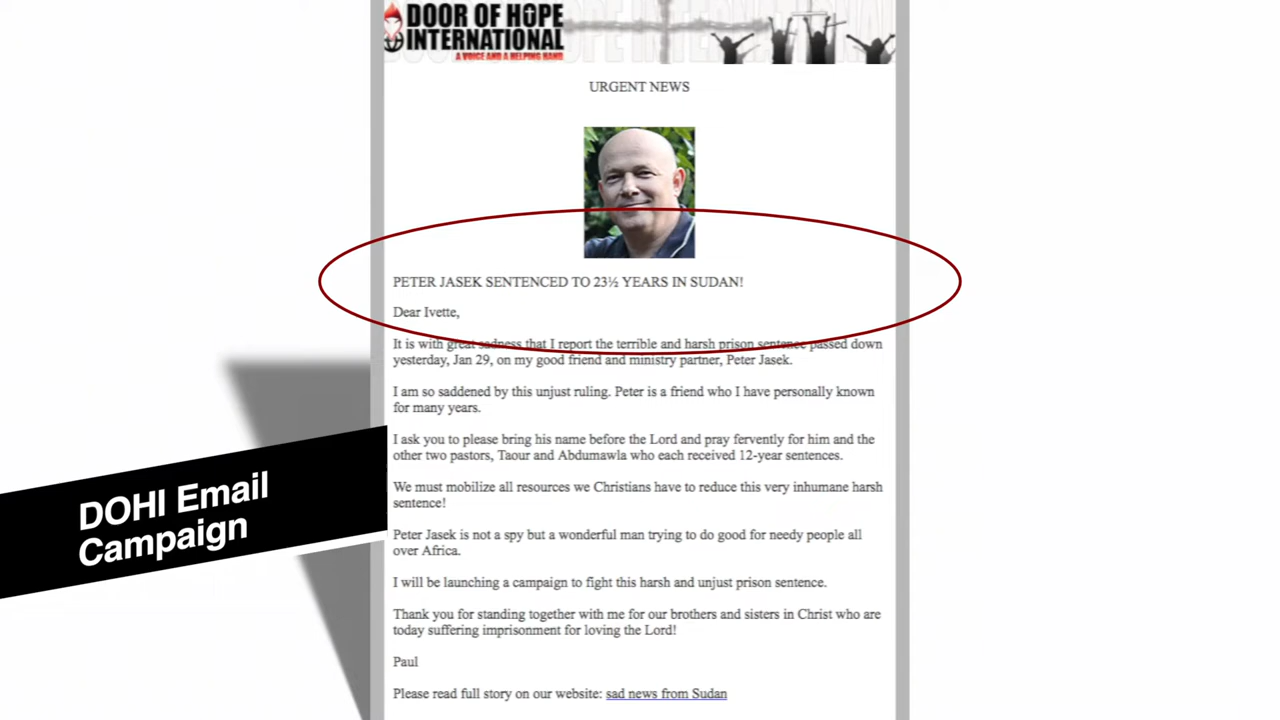 DOOR OF HOPE
INTERNATIONAL
A VOICE AND A HELPING HAND
URGENT NEWS
PETER JASEK SENTENCED TO 23½ YEARS IN SUDAN!
Dear Ivette,
It is with great sadness that I report the terrible and harsh prison sentence passed down
yesterday, Jan 29, on my good friend and ministry partner, Peter Jasek.
I am so saddened by this unjust ruling. Peter is a friend who I have personally known
for many years.
I ask you to please bring his name before the Lord and pray fervently for him and the
other two pastors, Taour and Abdumawla who each received 12-year sentences.
We must mobilize all resources we Christians have to reduce this very inhumane harsh
sentence!
Peter Jasek is not a spy but a wonderful man trying to do good for needy people all
over Africa.
I will be launching a campaign to fight this harsh and unjust prison sentence.
Thank you for standing together with me for our brothers and sisters in Christ who are
today suffering imprisonment for loving the Lord!
Paul
Please read full story on our website: sad news from Sudan
DOHI Email
Campaign